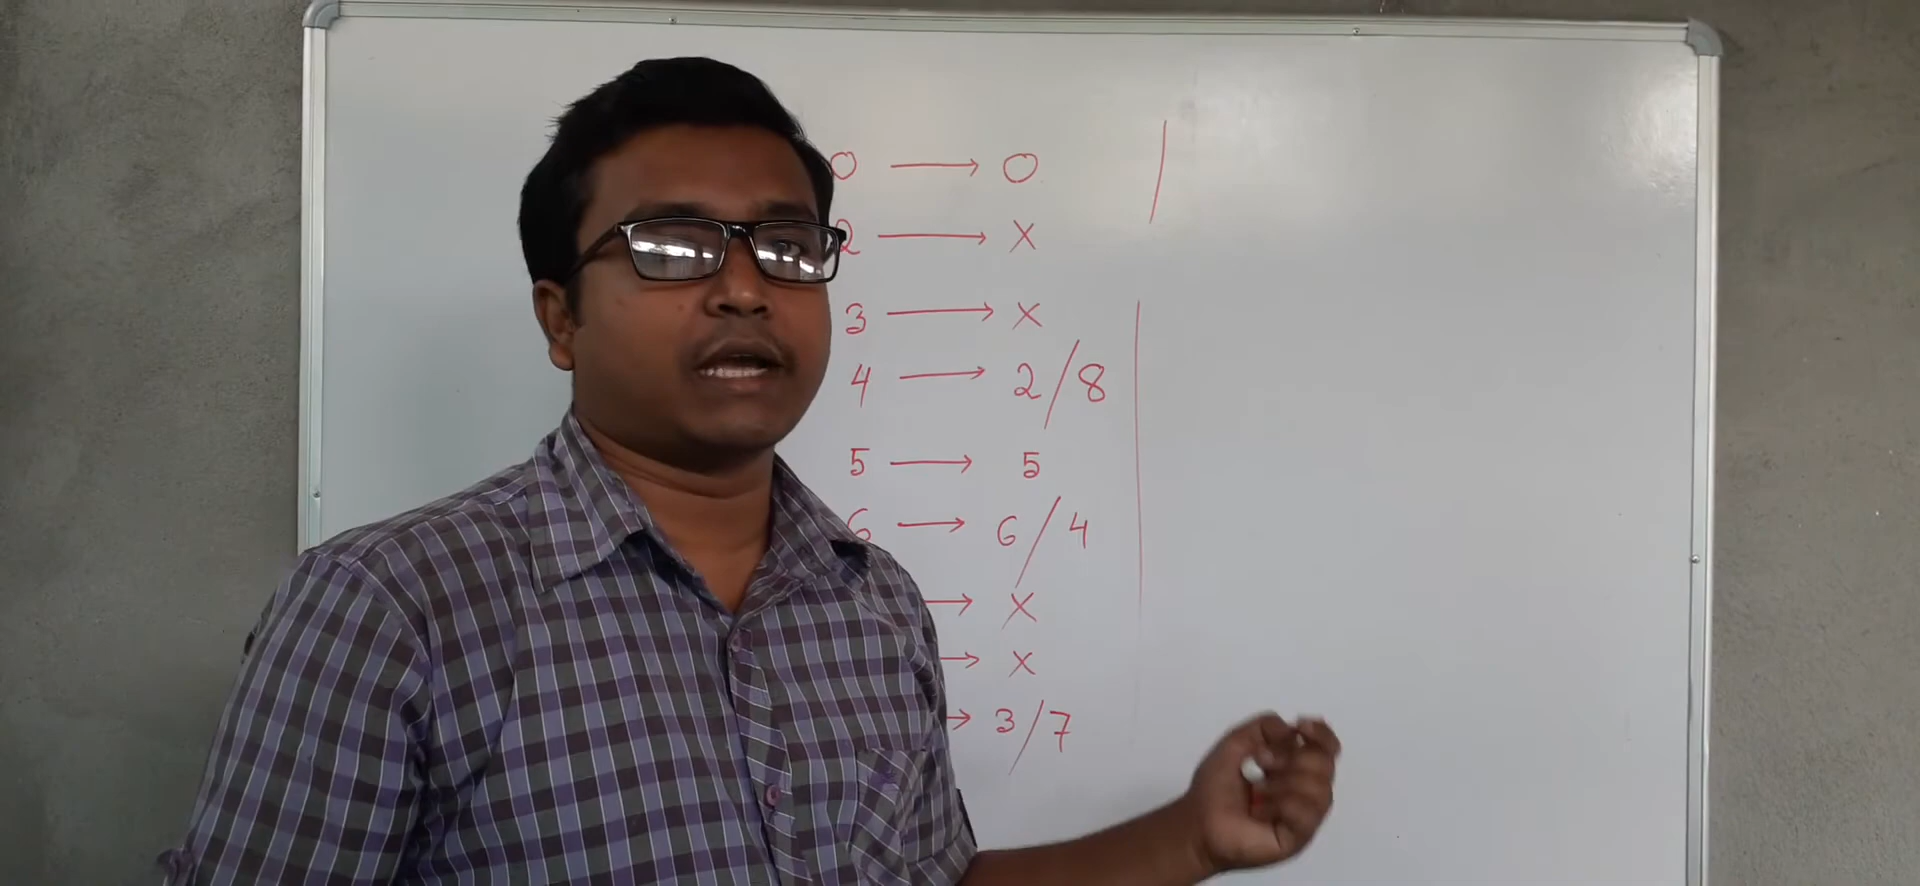 0 → 0
2 → X
3 → X
4 → 2/8
5 → 5
6 → 6/4
→ X
→ X
→ 3/7